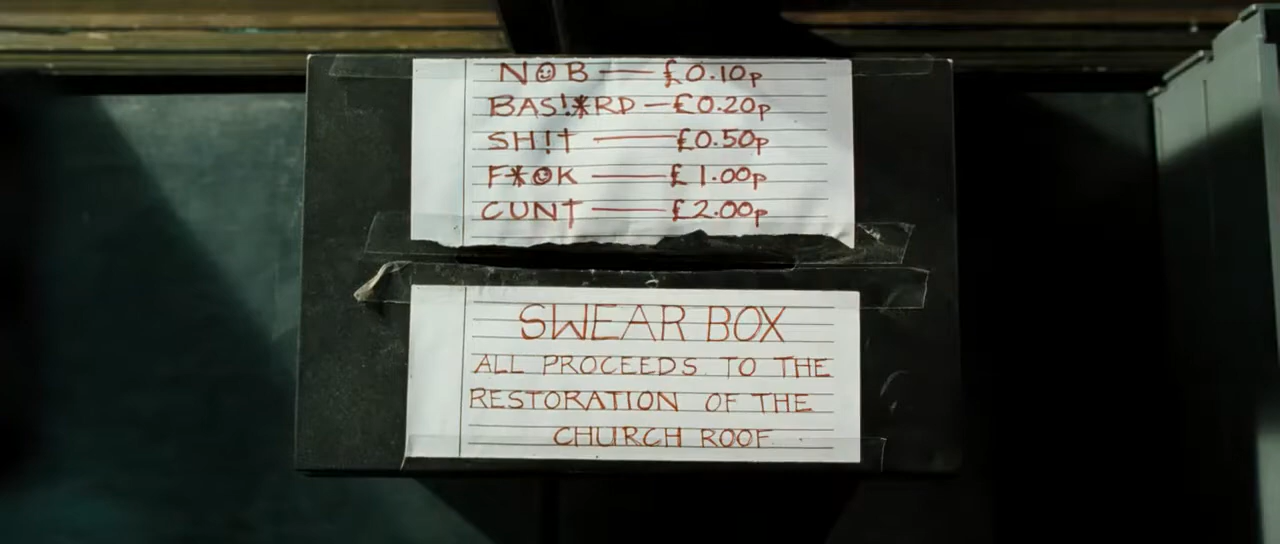 N☺B — £0.10p
BAS!*RD — £0.20p
SH!T — £0.50p
F*☺K — £1.00p
CUNT — £2.00p
SWEAR BOX
ALL PROCEEDS TO THE
RESTORATION OF THE
CHURCH ROOF